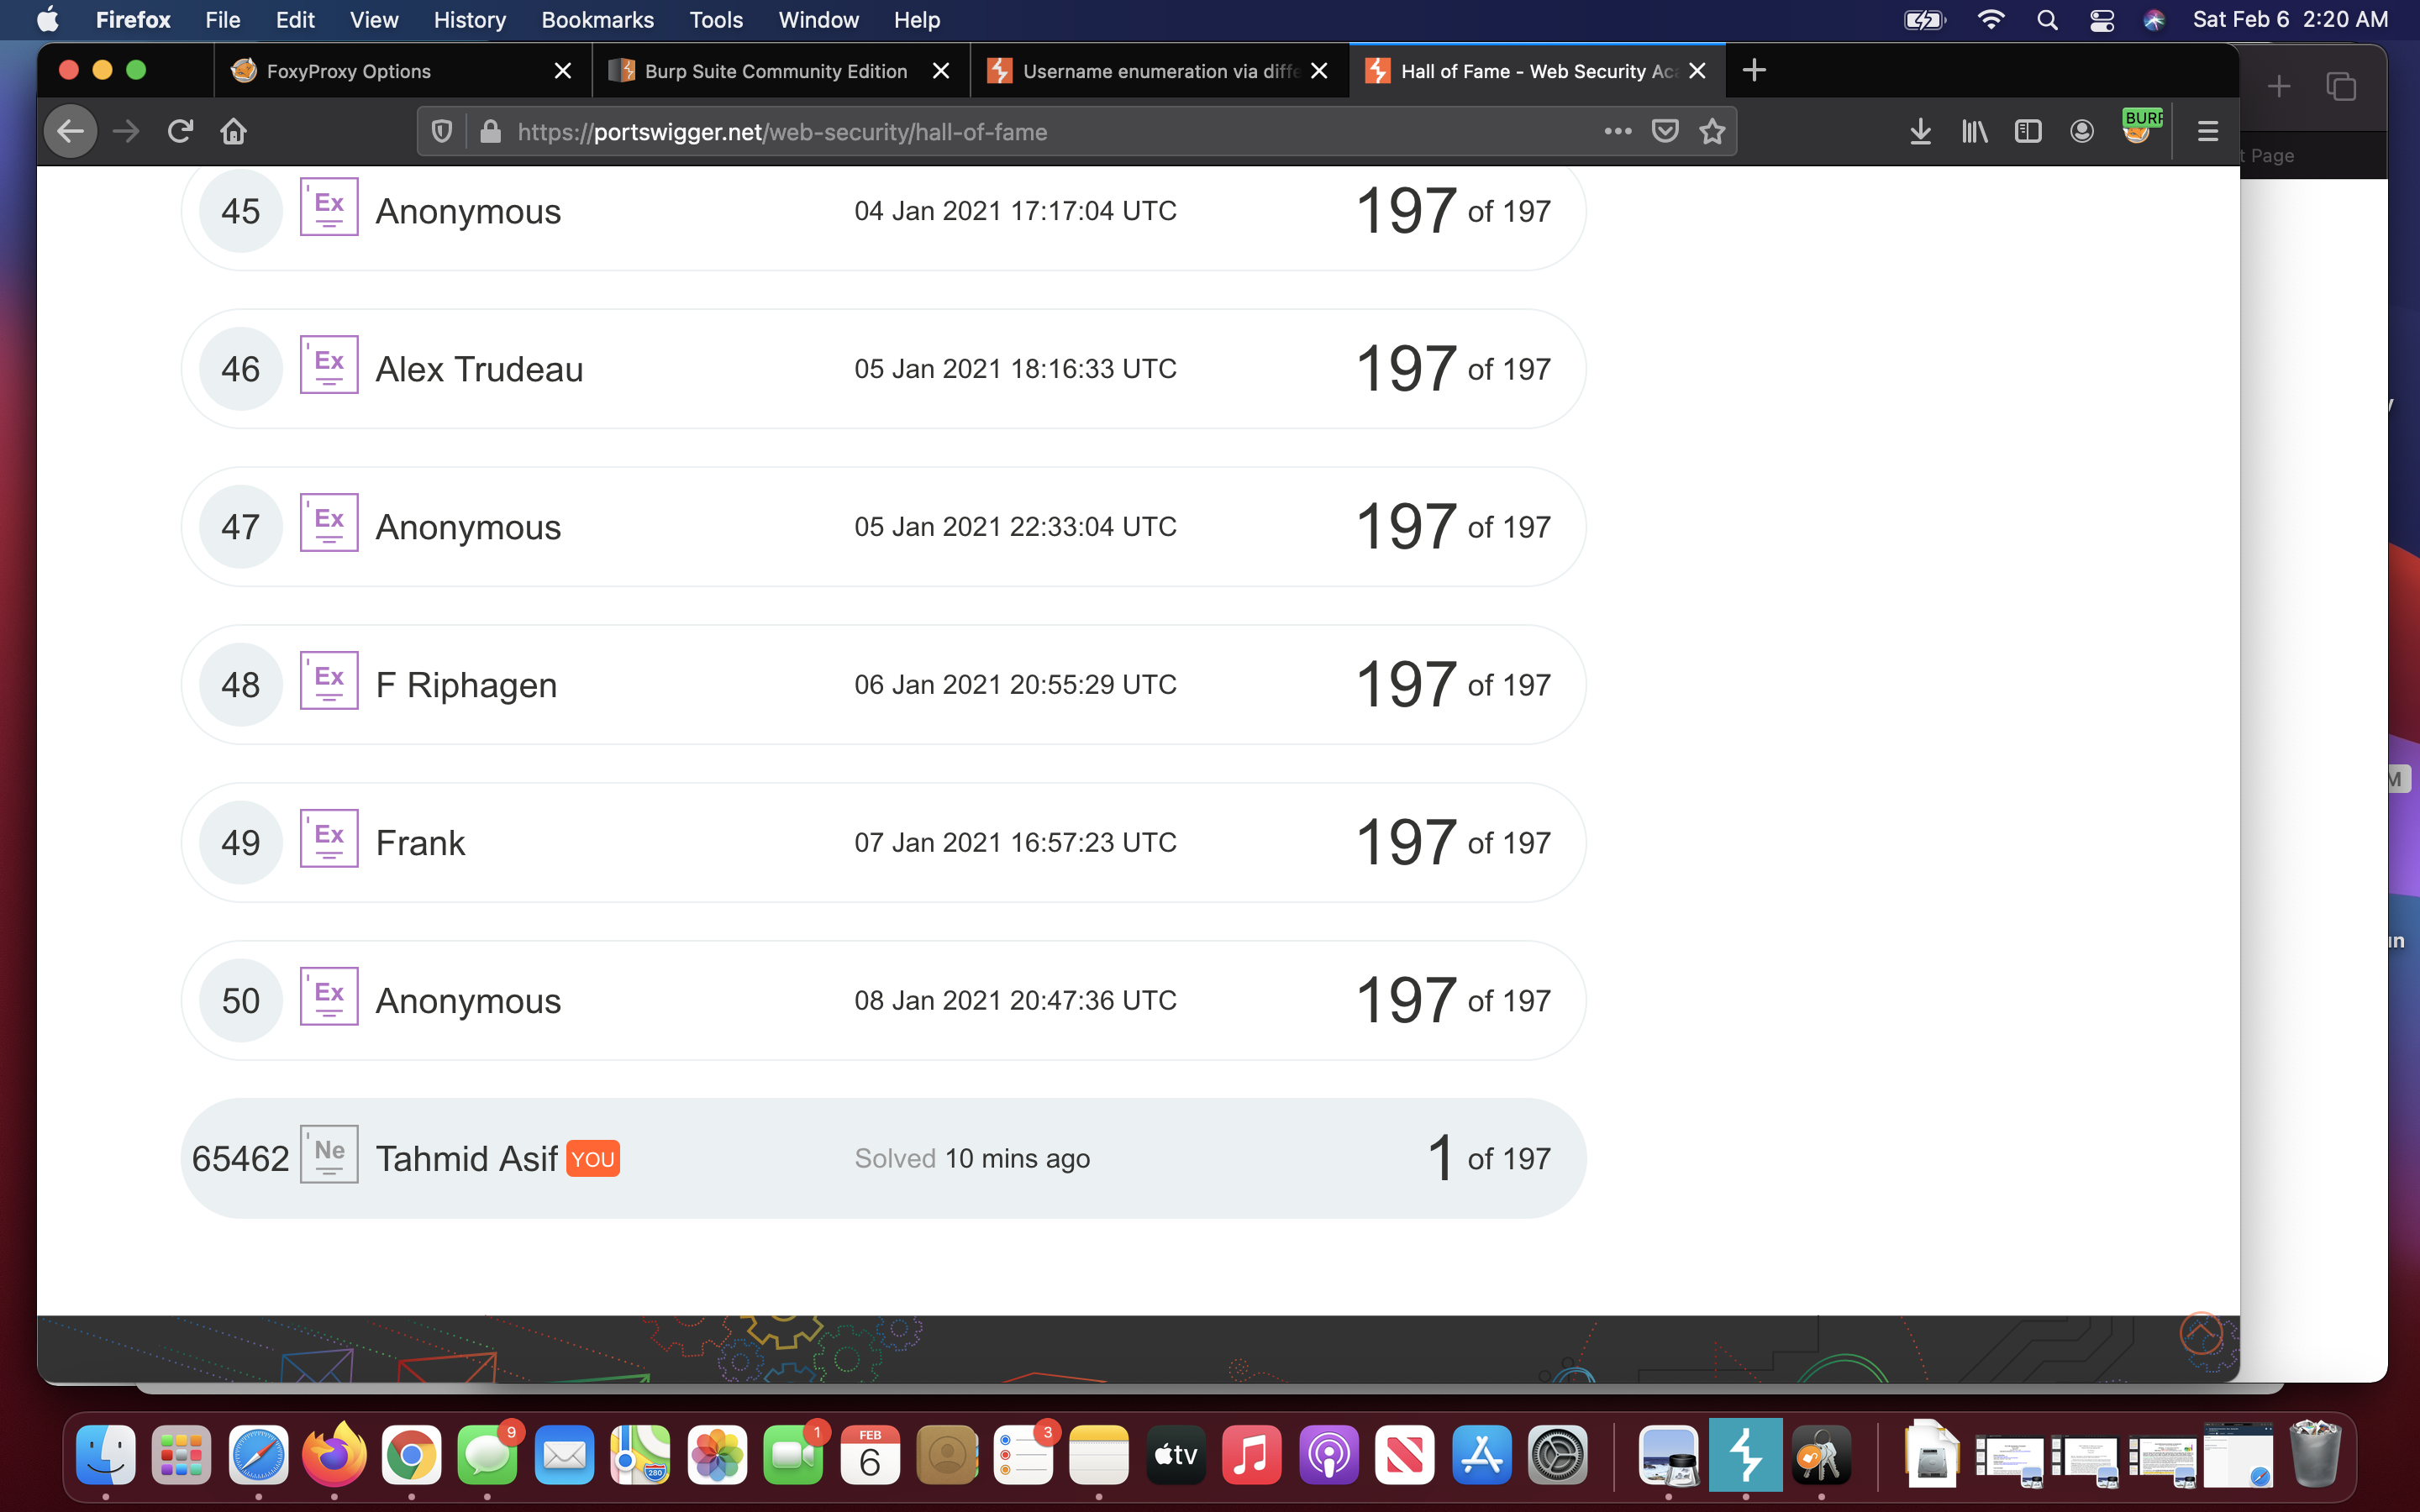 Firefox File Edit View History Bookmarks Tools Window Help Sat Feb 6 2:20 AM
FoxyProxy Options Burp Suite Community Edition Username enumeration via diffe Hall of Fame - Web Security Aca
https://portswigger.net/web-security/hall-of-fame BURP
t Page
45 Ex Anonymous 04 Jan 2021 17:17:04 UTC 197 of 197
46 Ex Alex Trudeau 05 Jan 2021 18:16:33 UTC 197 of 197
47 Ex Anonymous 05 Jan 2021 22:33:04 UTC 197 of 197
48 Ex F Riphagen 06 Jan 2021 20:55:29 UTC 197 of 197
49 Ex Frank 07 Jan 2021 16:57:23 UTC 197 of 197
50 Ex Anonymous 08 Jan 2021 20:47:36 UTC 197 of 197
65462 Ne Tahmid Asif YOU Solved 10 mins ago 1 of 197
9 1 FEB 6 3 tv 280